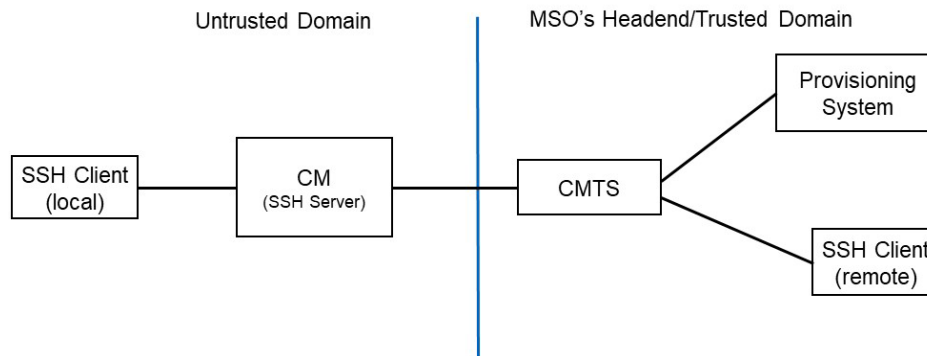 Untrusted Domain
MSO's Headend/Trusted Domain
Provisioning
System
SSH Client
(local)
CM
(SSH Server)
CMTS
SSH Client
(remote)